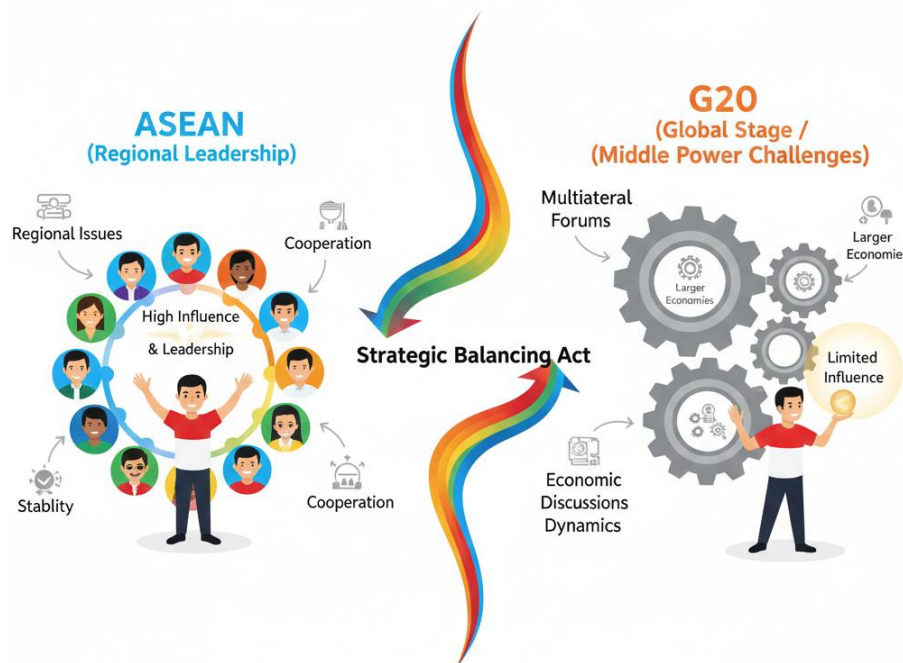 ASEAN
(Regional Leadership)
Regional Issues
Cooperation
High Influence
& Leadership
Stablity
Cooperation
Strategic Balancing Act
G20
(Global Stage /
(Middle Power Challenges)
Multiateral
Forums
Larger
Economie
Larger
Economies
Limited
Influence
Economic
Discussions
Dynamics